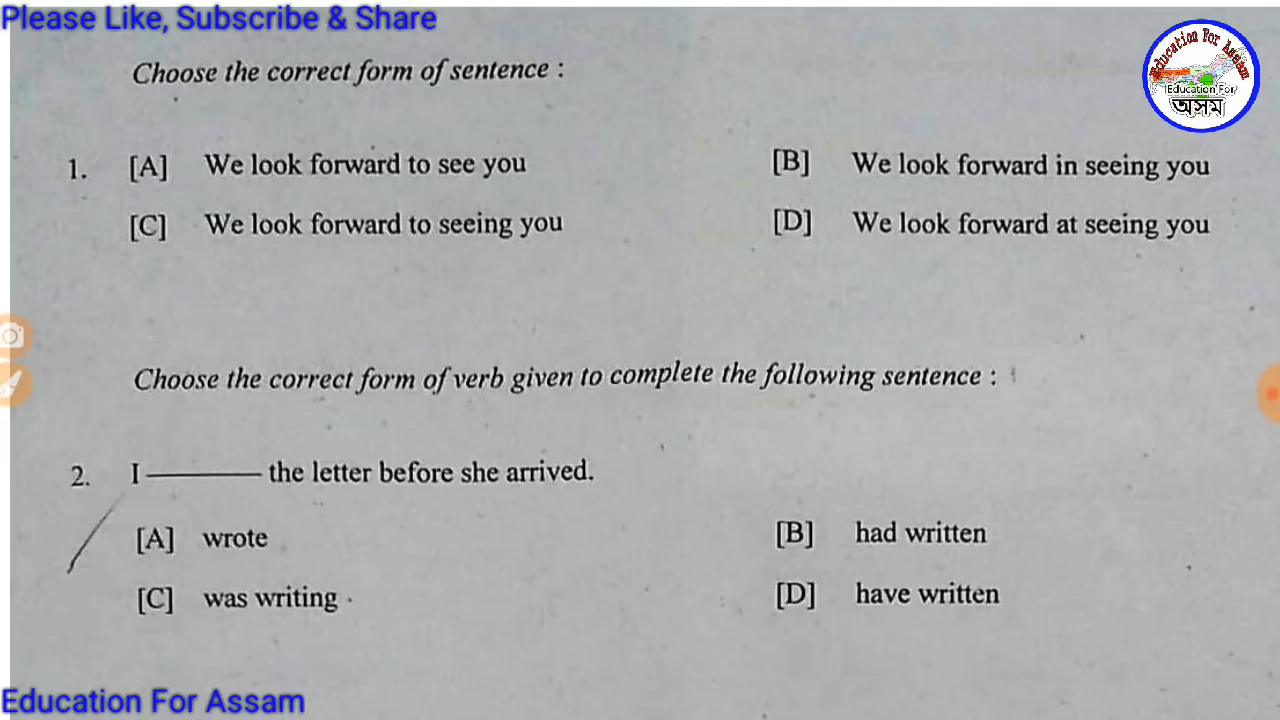 Please Like, Subscribe & Share
Education For Assam
Education For
অসম
Choose the correct form of sentence :
1. [A] We look forward to see you [B] We look forward in seeing you
[C] We look forward to seeing you [D] We look forward at seeing you
Choose the correct form of verb given to complete the following sentence :
2. I ———— the letter before she arrived.
[A] wrote [B] had written
[C] was writing [D] have written
Education For Assam